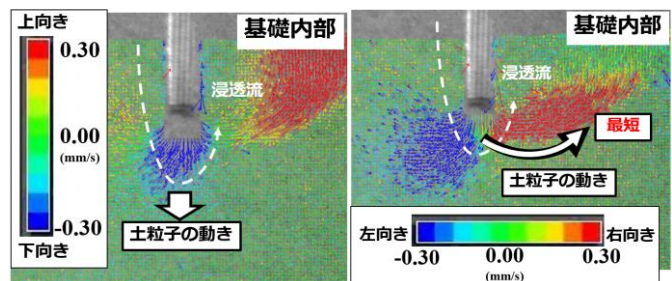 上向き
0.30
0.00
(mm/s)
-0.30
下向き
基礎内部
浸透流
土粒子の動き
基礎内部
浸透流
最短
土粒子の動き
左向き
右向き
-0.30 0.00 0.30
(mm/s)